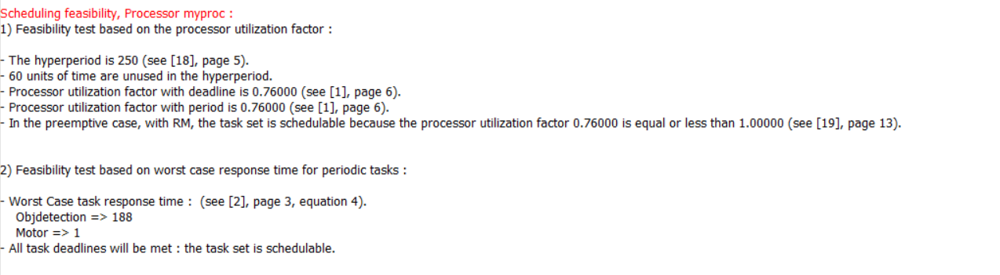 Scheduling feasibility, Processor myproc :
1) Feasibility test based on the processor utilization factor :
- The hyperperiod is 250 (see [18], page 5).
- 60 units of time are unused in the hyperperiod.
- Processor utilization factor with deadline is 0.76000 (see [1], page 6).
- Processor utilization factor with period is 0.76000 (see [1], page 6).
- In the preemptive case, with RM, the task set is schedulable because the processor utilization factor 0.76000 is equal or less than 1.00000 (see [19], page 13).
2) Feasibility test based on worst case response time for periodic tasks :
- Worst Case task response time : (see [2], page 3, equation 4).
Objdetection => 188
Motor => 1
- All task deadlines will be met : the task set is schedulable.